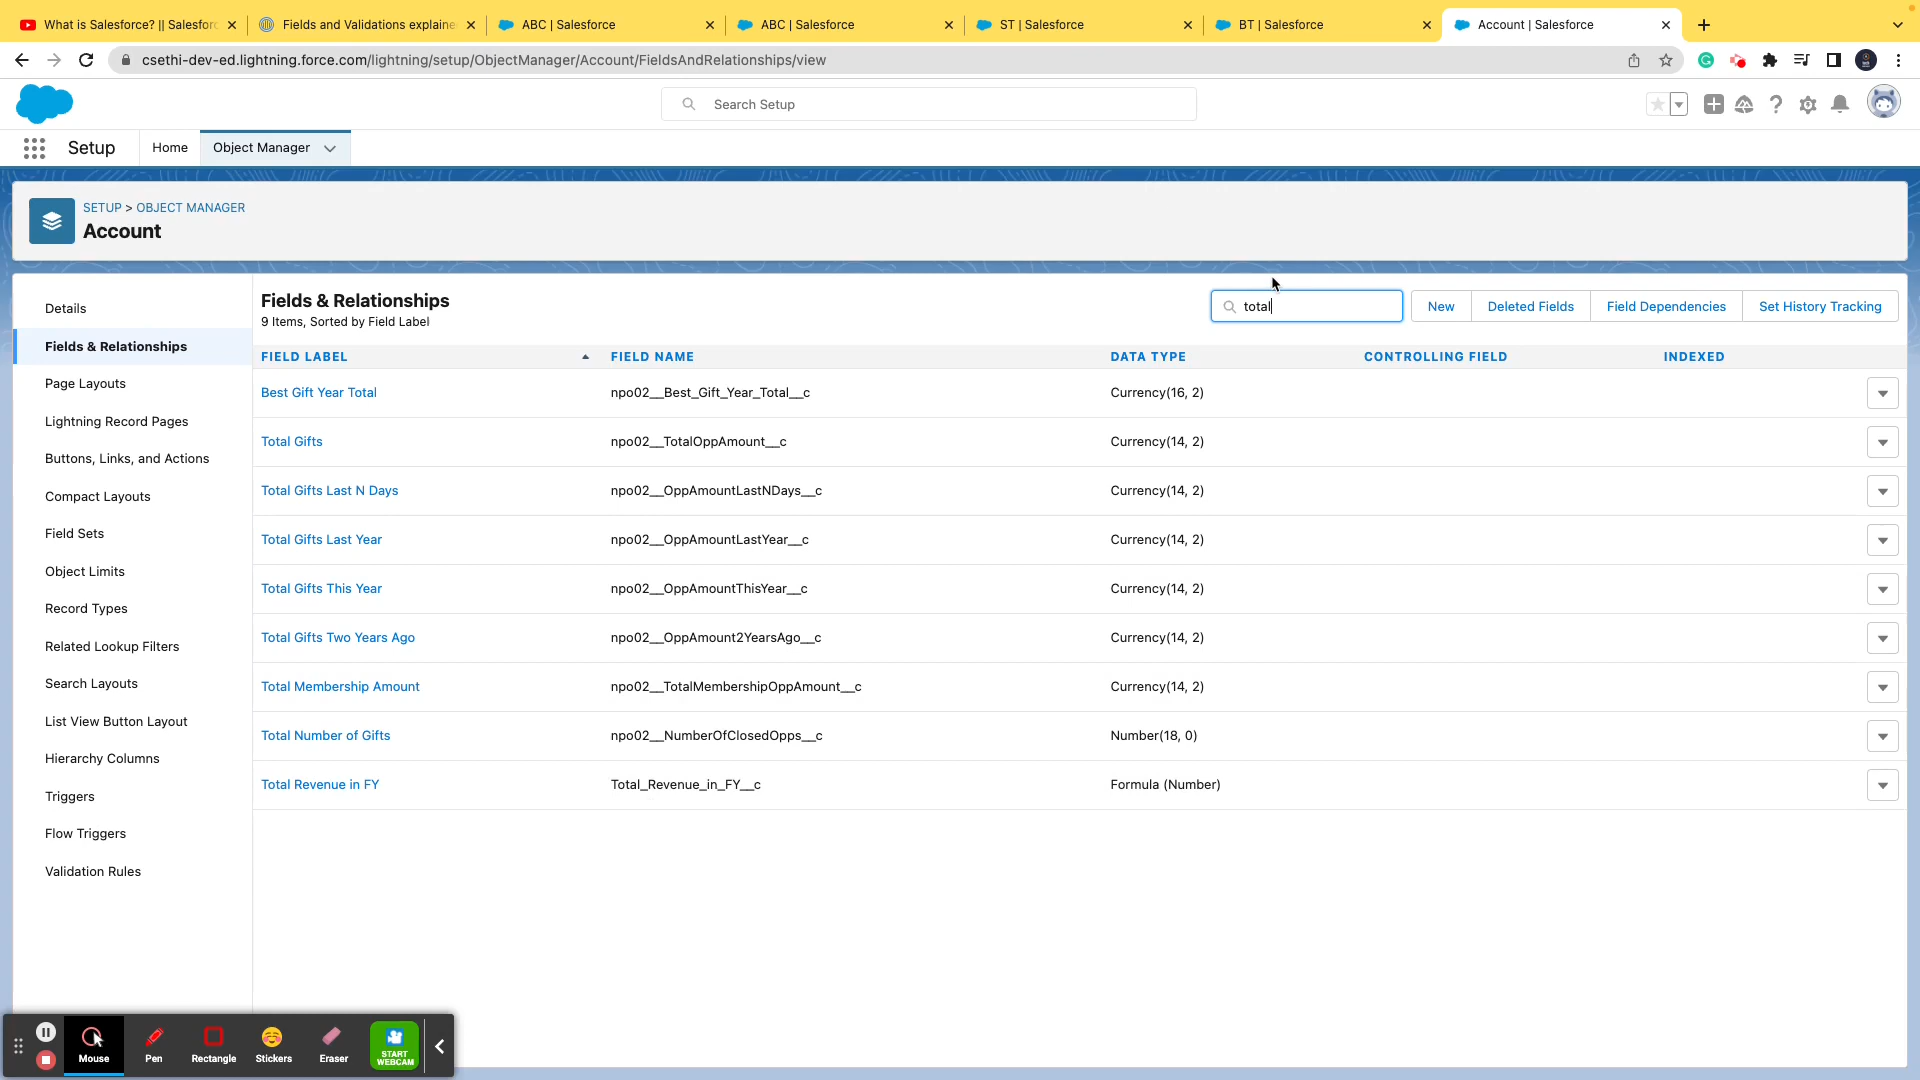 What is Salesforce? || Salesforc
Fields and Validations explaine
ABC | Salesforce
ABC | Salesforce
ST | Salesforce
BT | Salesforce
Account | Salesforce
csethi-dev-ed.lightning.force.com/lightning/setup/ObjectManager/Account/FieldsAndRelationships/view
Search Setup
Setup
Home
Object Manager
SETUP > OBJECT MANAGER
Account
Details
Fields & Relationships
Page Layouts
Lightning Record Pages
Buttons, Links, and Actions
Compact Layouts
Field Sets
Object Limits
Record Types
Related Lookup Filters
Search Layouts
List View Button Layout
Hierarchy Columns
Triggers
Flow Triggers
Validation Rules
Fields & Relationships
9 Items, Sorted by Field Label
total
New
Deleted Fields
Field Dependencies
Set History Tracking
FIELD LABEL FIELD NAME DATA TYPE CONTROLLING FIELD INDEXED
Best Gift Year Total npo02__Best_Gift_Year_Total__c Currency(16, 2)
Total Gifts npo02__TotalOppAmount__c Currency(14, 2)
Total Gifts Last N Days npo02__OppAmountLastNDays__c Currency(14, 2)
Total Gifts Last Year npo02__OppAmountLastYear__c Currency(14, 2)
Total Gifts This Year npo02__OppAmountThisYear__c Currency(14, 2)
Total Gifts Two Years Ago npo02__OppAmount2YearsAgo__c Currency(14, 2)
Total Membership Amount npo02__TotalMembershipOppAmount__c Currency(14, 2)
Total Number of Gifts npo02__NumberOfClosedOpps__c Number(18, 0)
Total Revenue in FY Total_Revenue_in_FY__c Formula (Number)
Mouse
Pen
Rectangle
Stickers
Eraser
START
WEBCAM